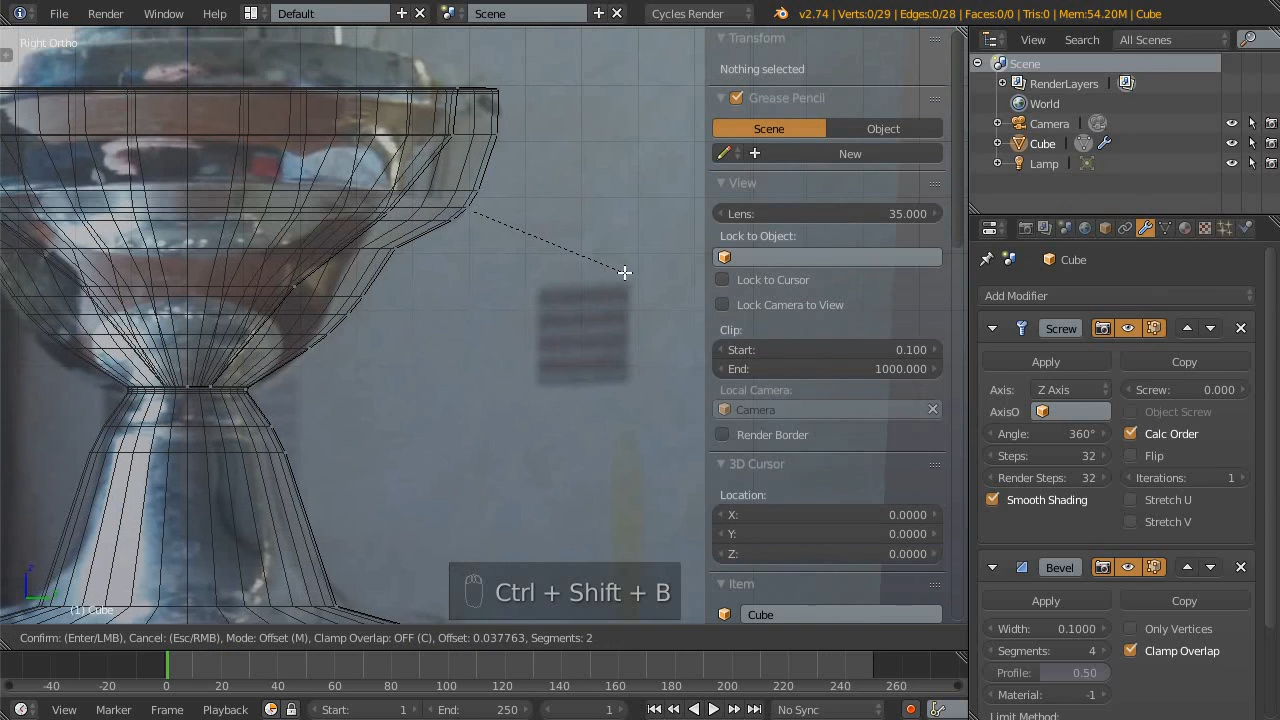 File Render Window Help Default Scene Cycles Render v2.74 | Verts:0/29 | Edges:0/28 | Faces:0/0 | Tris:0 | Mem:54.20M | Cube
Right Ortho
Transform
Nothing selected
Grease Pencil
Scene Object
New
View
Lens: 35.000
Lock to Object:
Lock to Cursor
Lock Camera to View
Clip:
Start: 0.100
End: 1000.000
Local Camera:
Camera
Render Border
3D Cursor
Location:
X: 0.0000
Y: 0.0000
Z: 0.0000
Item
Cube
View Search All Scenes
Scene
RenderLayers
World
Camera
Cube
Lamp
Cube
Add Modifier
Screw
Apply Copy
Axis: Z Axis Screw: 0.000
AxisO Object Screw
Angle: 360° Calc Order
Steps: 32 Flip
Render Steps: 32 Iterations: 1
Smooth Shading Stretch U
Stretch V
Bevel
Apply Copy
Width: 0.1000 Only Vertices
Segments: 4 Clamp Overlap
Profile: 0.50
Material: -1
Limit Method:
Ctrl + Shift + B
(1) Cube
Confirm: (Enter/LMB), Cancel: (Esc/RMB), Mode: Offset (M), Clamp Overlap: OFF (C), Offset: 0.037763, Segments: 2
-40 -20 0 20 40 60 80 100 120 140 160 180 200 220 240 260
View Marker Frame Playback Start: 1 End: 250 1 No Sync